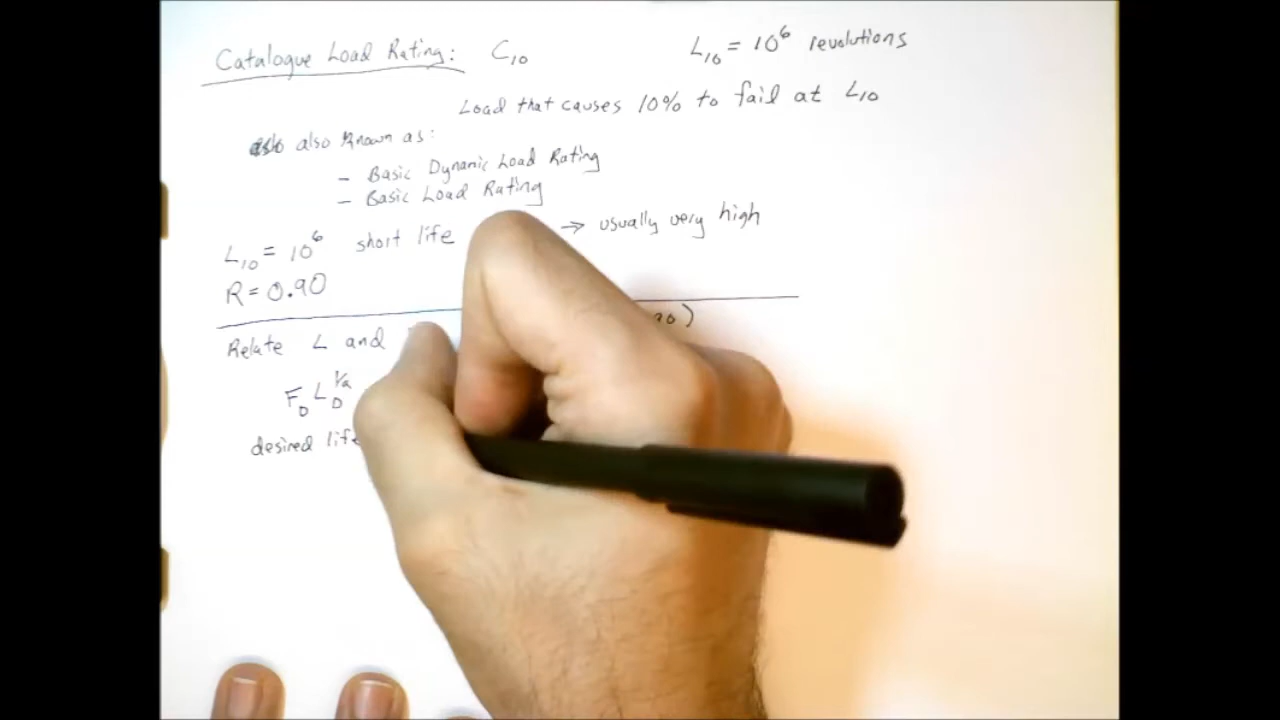 Catalogue Load Rating: C10
L10 = 10^6 revolutions
Load that causes 10% to fail at L10
also known as:
- Basic Dynamic Load Rating
- Basic Load Rating
L10 = 10^6 short life → usually very high
R = 0.90
Relate L and
F_D L_D^1/a
desired life